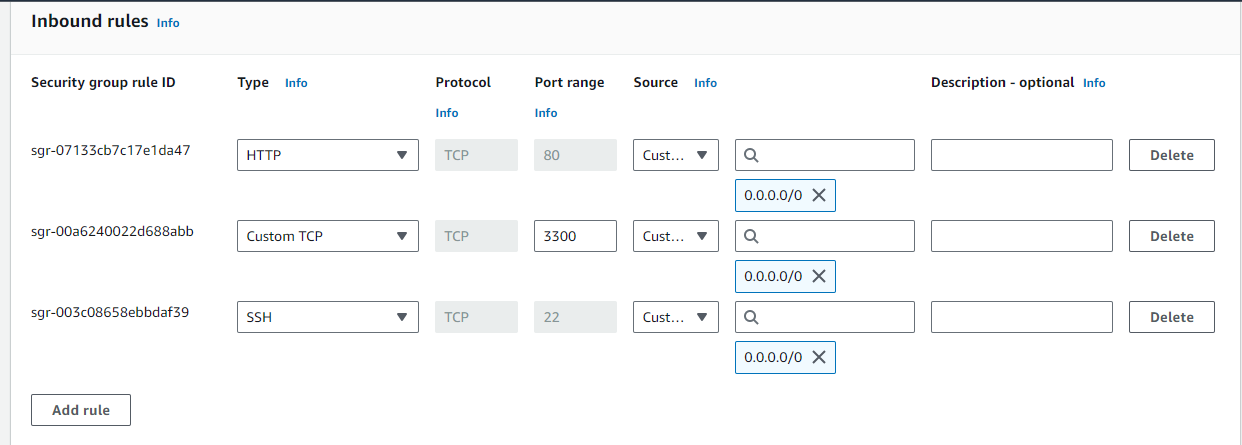 Inbound rules Info
Security group rule ID Type Info Protocol Info Port range Info Source Info Description - optional Info
sgr-07133cb7c17e1da47 HTTP TCP 80 Cust... Delete
0.0.0.0/0
sgr-00a6240022d688abb Custom TCP TCP 3300 Cust... Delete
0.0.0.0/0
sgr-003c08658ebbdaf39 SSH TCP 22 Cust... Delete
0.0.0.0/0
Add rule